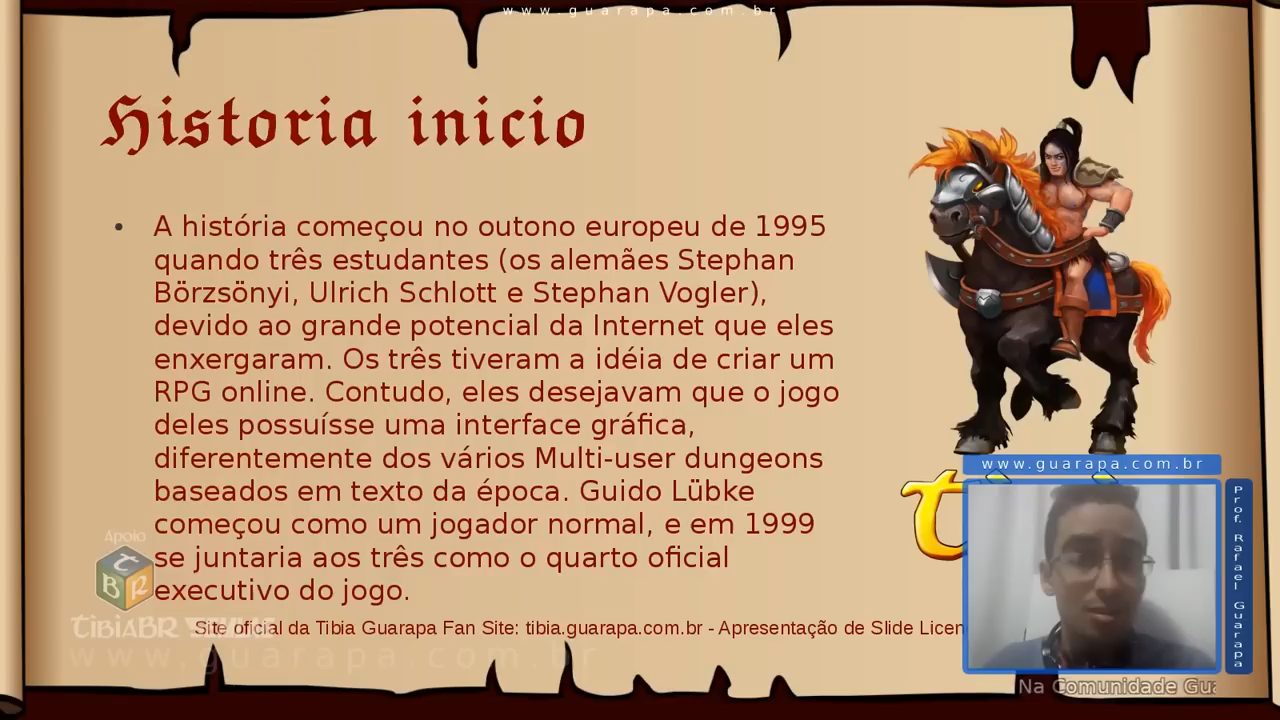 www.guarapa.com.br
Historia inicio
• A história começou no outono europeu de 1995
quando três estudantes (os alemães Stephan
Börzsönyi, Ulrich Schlott e Stephan Vogler),
devido ao grande potencial da Internet que eles
enxergaram. Os três tiveram a idéia de criar um
RPG online. Contudo, eles desejavam que o jogo
deles possuísse uma interface gráfica,
diferentemente dos vários Multi-user dungeons
baseados em texto da época. Guido Lübke
começou como um jogador normal, e em 1999
se juntaria aos três como o quarto oficial
executivo do jogo.
www.guarapa.com.br
Prof. Rafael Guarapa
Apoio
TBR
TibiaBR
Site oficial da Tibia Guarapa Fan Site: tibia.guarapa.com.br - Apresentação de Slide Licen
www.guarapa.com.br
Na Comunidade Gua